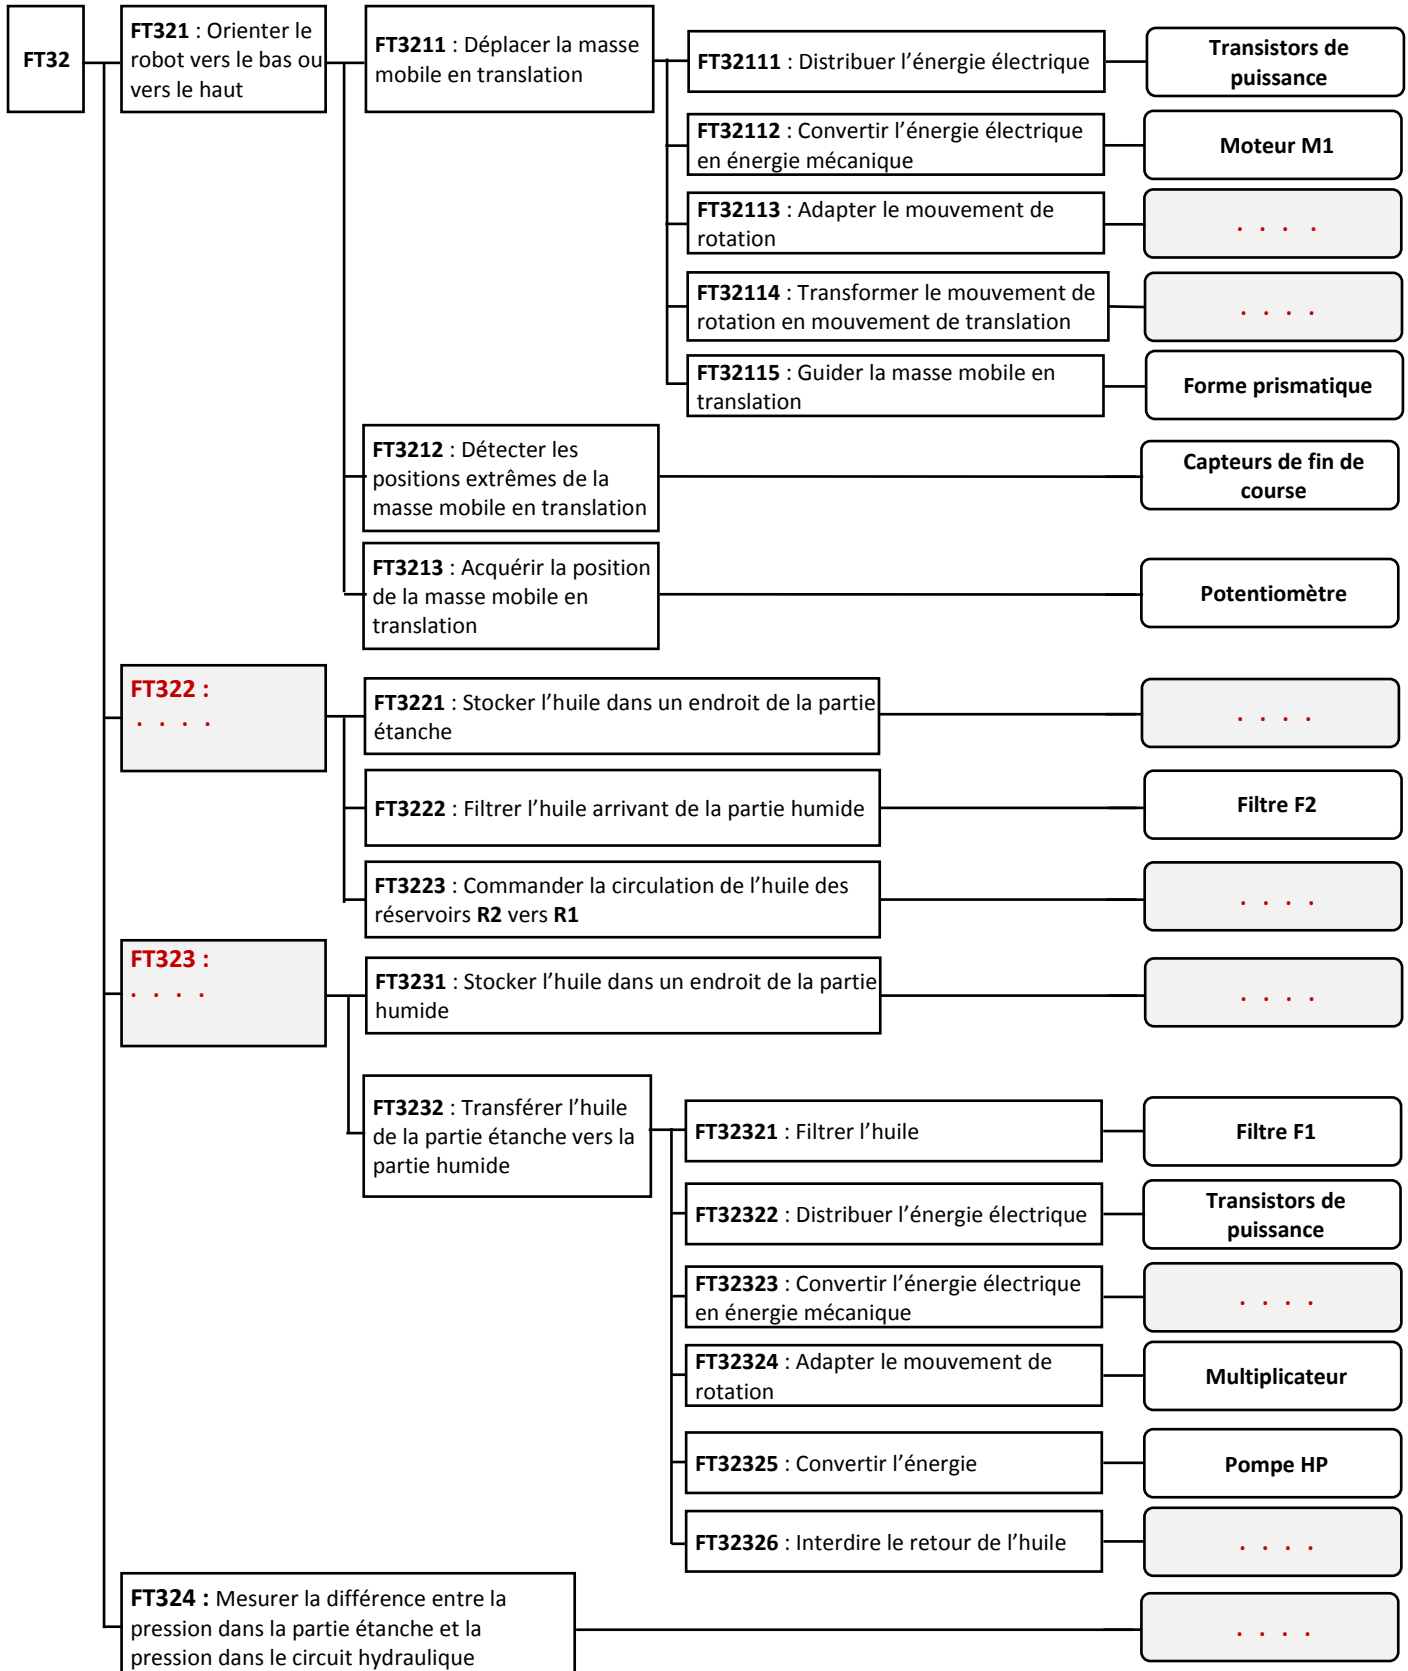 FT32
FT321 : Orienter le
robot vers le bas ou
vers le haut
FT3211 : Déplacer la masse
mobile en translation
FT32111 : Distribuer l’énergie électrique
Transistors de
puissance
FT32112 : Convertir l’énergie électrique
en énergie mécanique
Moteur M1
FT32113 : Adapter le mouvement de
rotation
. . . .
FT32114 : Transformer le mouvement de
rotation en mouvement de translation
. . . .
FT32115 : Guider la masse mobile en
translation
Forme prismatique
FT3212 : Détecter les
positions extrêmes de la
masse mobile en translation
Capteurs de fin de
course
FT3213 : Acquérir la position
de la masse mobile en
translation
Potentiomètre
FT322 :
. . . .
FT3221 : Stocker l’huile dans un endroit de la partie
étanche
. . . .
FT3222 : Filtrer l’huile arrivant de la partie humide
Filtre F2
FT3223 : Commander la circulation de l’huile des
réservoirs R2 vers R1
. . . .
FT323 :
. . . .
FT3231 : Stocker l’huile dans un endroit de la partie
humide
. . . .
FT3232 : Transférer l’huile
de la partie étanche vers la
partie humide
FT32321 : Filtrer l’huile
Filtre F1
FT32322 : Distribuer l’énergie électrique
Transistors de
puissance
FT32323 : Convertir l’énergie électrique
en énergie mécanique
. . . .
FT32324 : Adapter le mouvement de
rotation
Multiplicateur
FT32325 : Convertir l’énergie
Pompe HP
FT32326 : Interdire le retour de l’huile
. . . .
FT324 : Mesurer la différence entre la
pression dans la partie étanche et la
pression dans le circuit hydraulique
. . . .